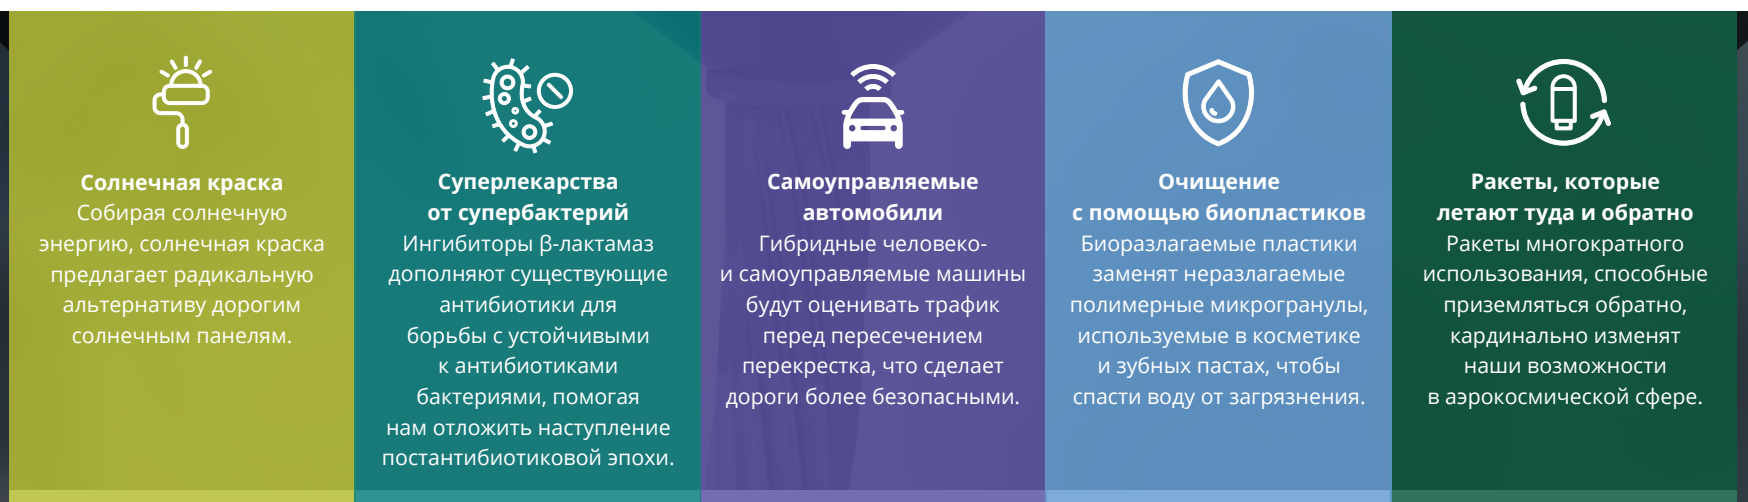 Солнечная краска
Собирая солнечную
энергию, солнечная краска
предлагает радикальную
альтернативу дорогим
солнечным панелям.
Суперлекарства
от супербактерий
Ингибиторы β-лактамаз
дополняют существующие
антибиотики для
борьбы с устойчивыми
к антибиотиками
бактериями, помогая
нам отложить наступление
постантибиотиковой эпохи.
Самоуправляемые
автомобили
Гибридные человеко-
и самоуправляемые машины
будут оценивать трафик
перед пересечением
перекрестка, что сделает
дороги более безопасными.
Очищение
с помощью биопластиков
Биоразлагаемые пластики
заменят неразлагаемые
полимерные микрогранулы,
используемые в косметике
и зубных пастах, чтобы
спасти воду от загрязнения.
Ракеты, которые
летают туда и обратно
Ракеты многократного
использования, способные
приземляться обратно,
кардинально изменят
наши возможности
в аэрокосмической сфере.